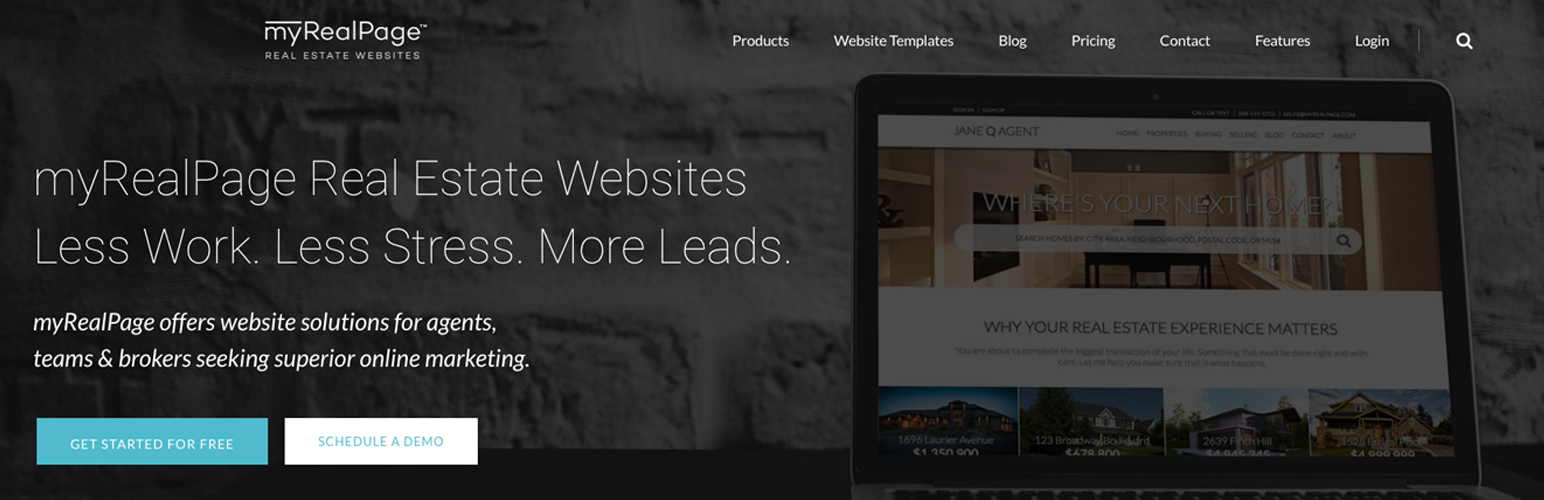 myRealPage™
REAL ESTATE WEBSITES
Products
Website Templates
Blog
Pricing
Contact
Features
Login
myRealPage Real Estate Websites
Less Work. Less Stress. More Leads.
myRealPage offers website solutions for agents,
teams & brokers seeking superior online marketing.
GET STARTED FOR FREE
SCHEDULE A DEMO
SIGN IN | SIGN UP
CALL OR TEXT
SALES@MYREALPAGE.COM
JANE Q AGENT
HOME PROPERTIES BUYING SELLING BLOG CONTACT ABOUT
WHERE'S YOUR NEXT HOME?
SEARCH HOMES BY: CITY, AREA, NEIGHBOURHOOD, POSTAL CODE, OR MLS#
WHY YOUR REAL ESTATE EXPERIENCE MATTERS
You are about to complete the biggest transaction of your life. Something that must be done right and with
care. Let me help you make sure that is what happens.
1696 Laurier Avenue
$1,350,900
123 Broadway Boulevard
$678,800
2639 Finch Hill
$4,845,345
$4,999,999